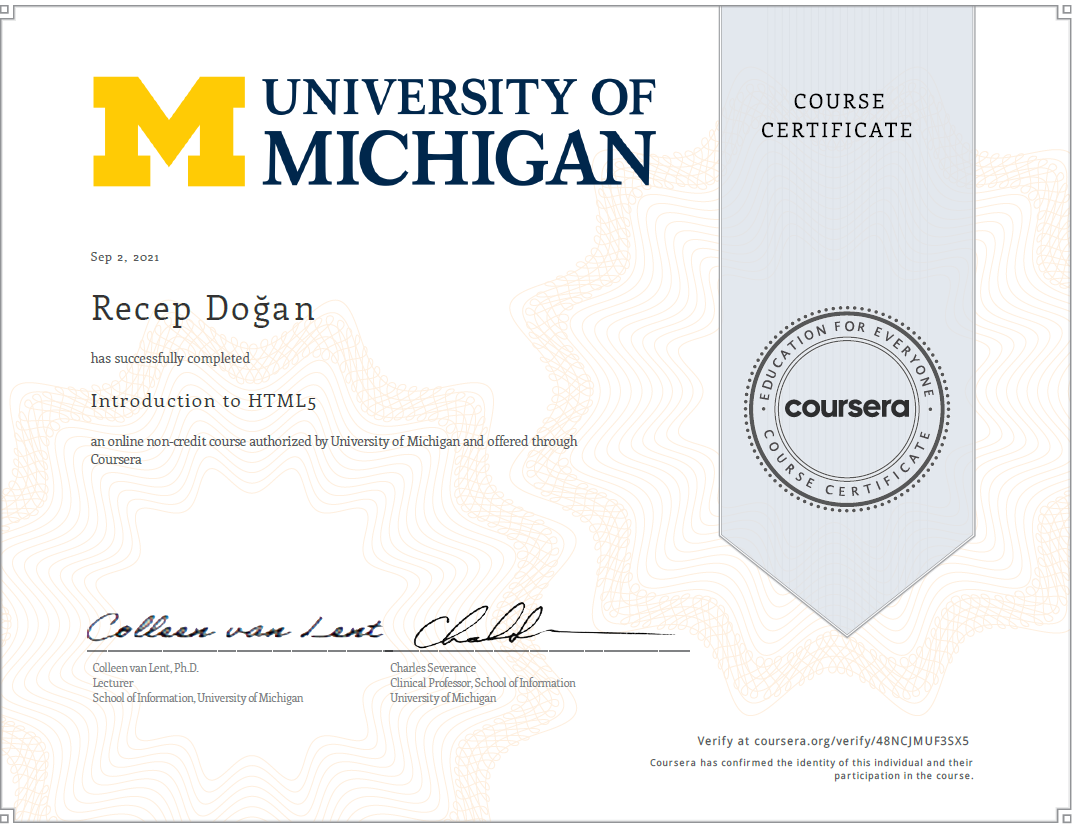 UNIVERSITY OF
MICHIGAN
COURSE
CERTIFICATE
Sep 2, 2021
Recep Doğan
has successfully completed
Introduction to HTML5
an online non-credit course authorized by University of Michigan and offered through
Coursera
EDUCATION FOR EVERYONE
coursera
COURSE CERTIFICATE
Colleen van Lent
Colleen van Lent, Ph.D.
Lecturer
School of Information, University of Michigan
Charles Severance
Clinical Professor, School of Information
University of Michigan
Verify at coursera.org/verify/48NCJMUF3SX5
Coursera has confirmed the identity of this individual and their
participation in the course.